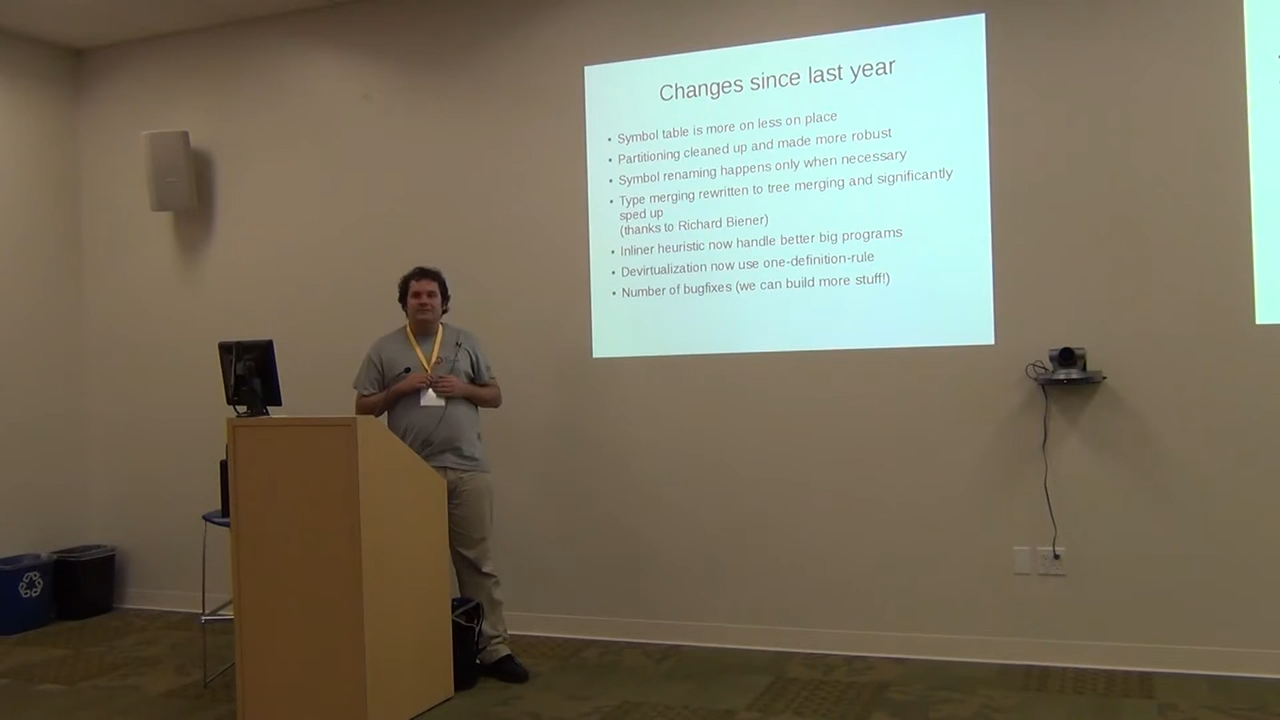 Changes since last year
• Symbol table is more on less on place
• Partitioning cleaned up and made more robust
• Symbol renaming happens only when necessary
• Type merging rewritten to tree merging and significantly
sped up
(thanks to Richard Biener)
• Inliner heuristic now handle better big programs
• Devirtualization now use one-definition-rule
• Number of bugfixes (we can build more stuff!)